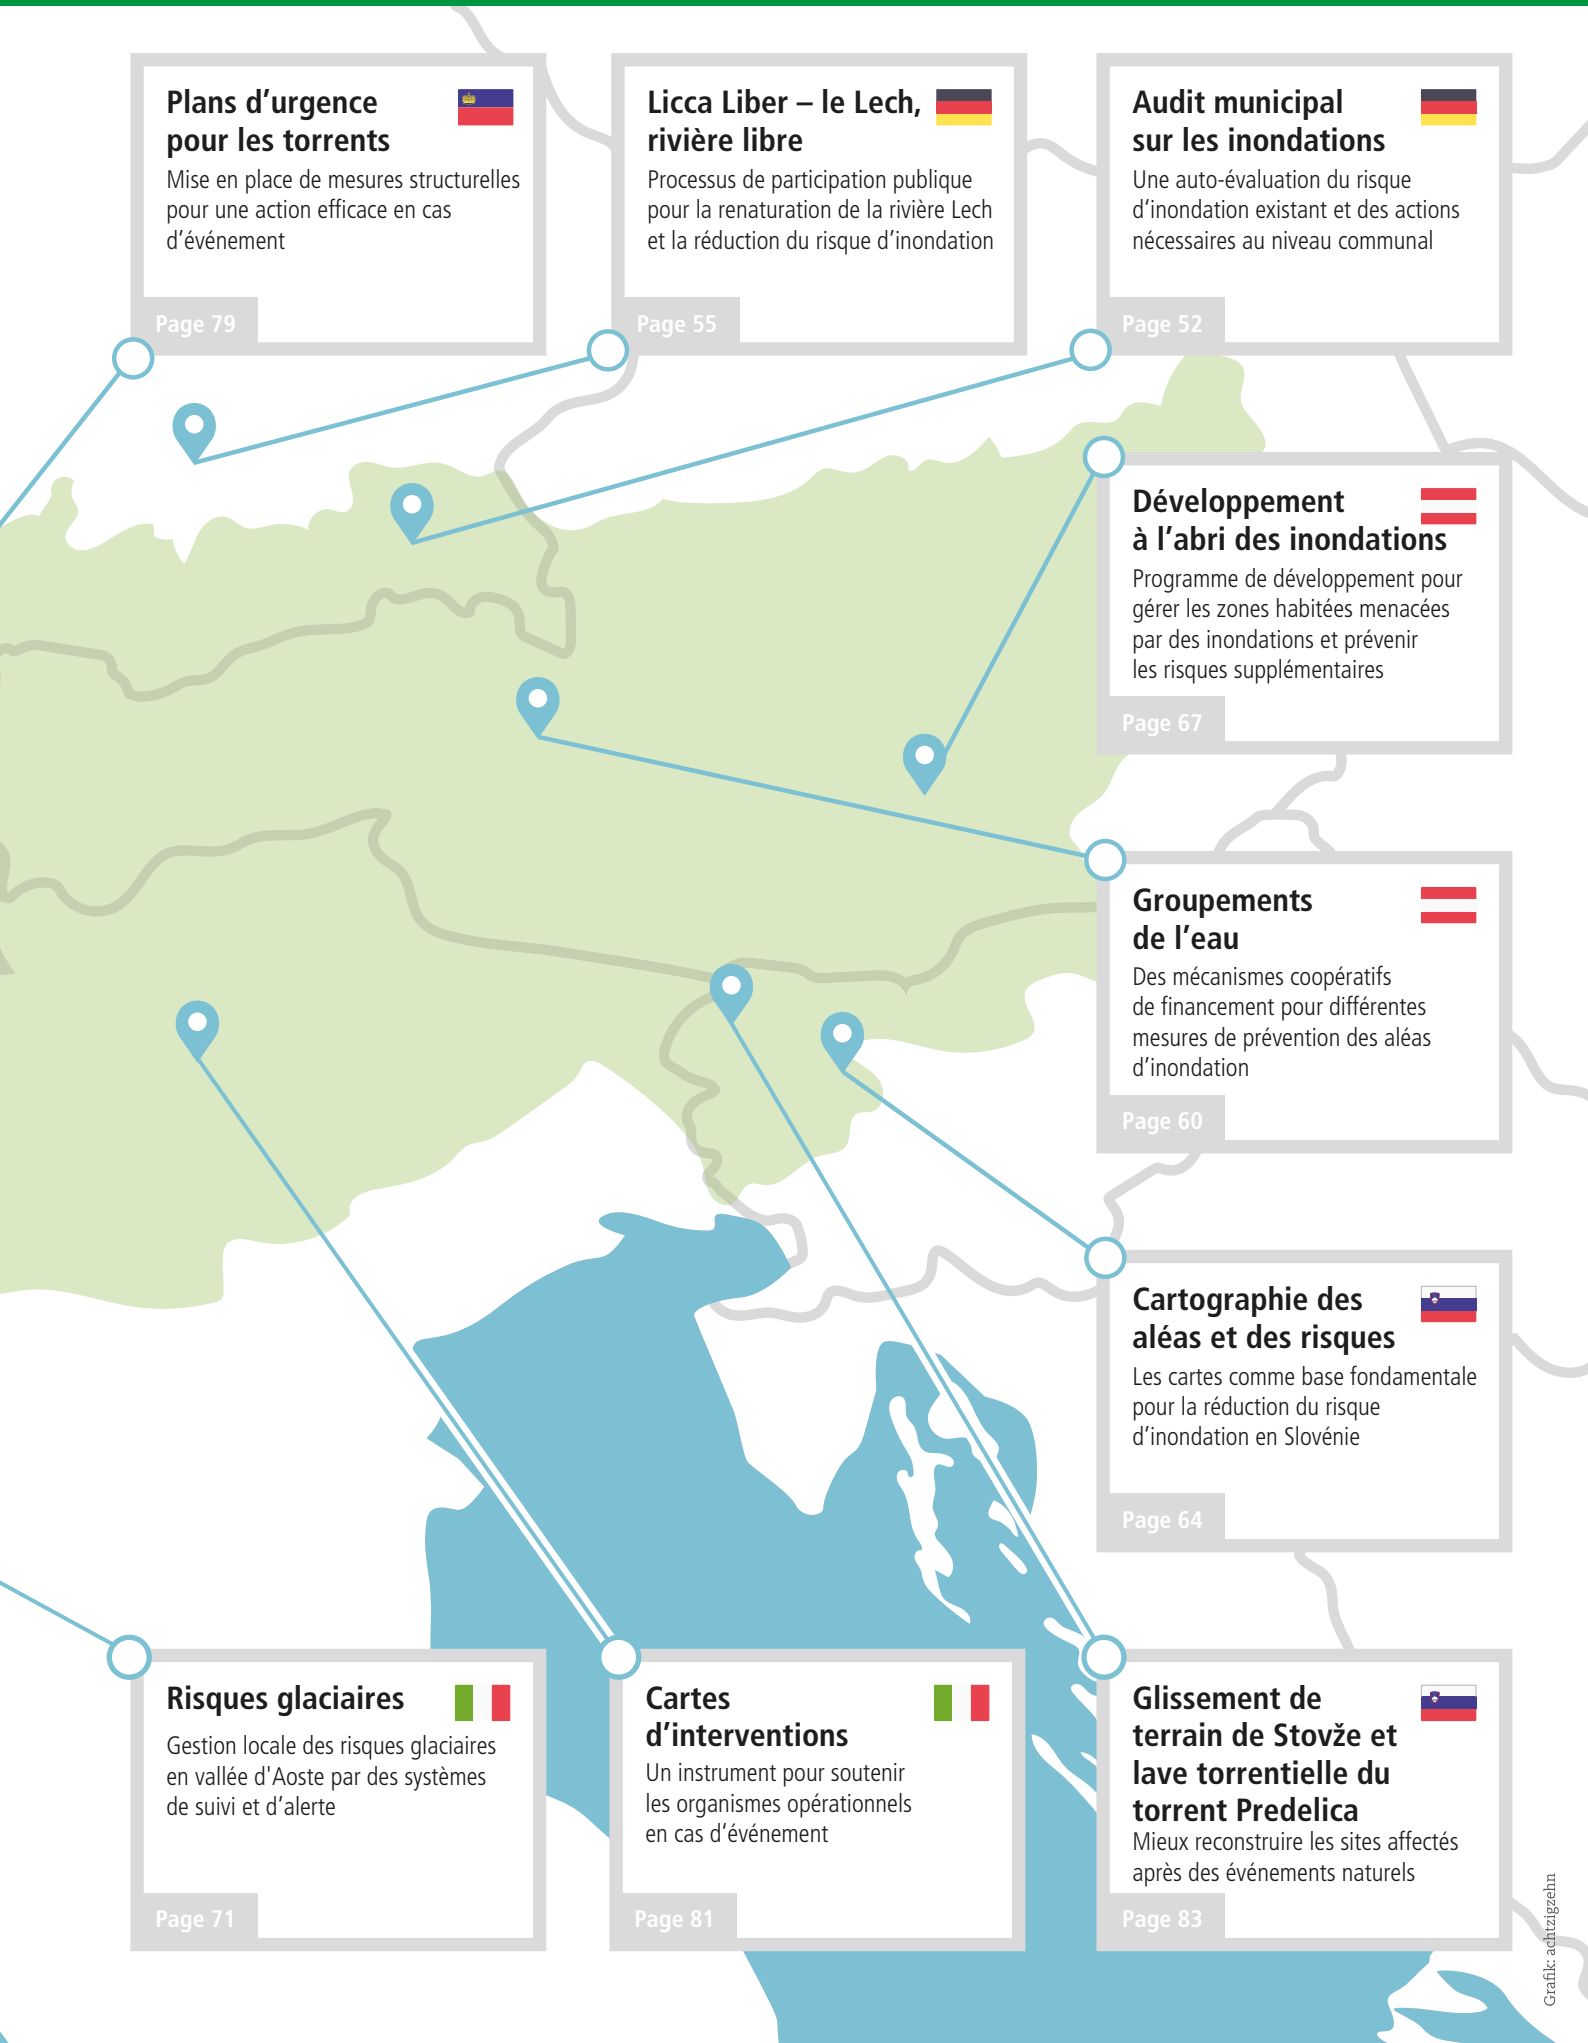 Plans d’urgence
pour les torrents
Mise en place de mesures structurelles
pour une action efficace en cas
d’événement
Page 79
Licca Liber – le Lech,
rivière libre
Processus de participation publique
pour la renaturation de la rivière Lech
et la réduction du risque d’inondation
Page 55
Audit municipal
sur les inondations
Une auto-évaluation du risque
d’inondation existant et des actions
nécessaires au niveau communal
Page 52
Développement
à l’abri des inondations
Programme de développement pour
gérer les zones habitées menacées
par des inondations et prévenir
les risques supplémentaires
Page 67
Groupements
de l’eau
Des mécanismes coopératifs
de financement pour différentes
mesures de prévention des aléas
d’inondation
Page 60
Cartographie des
aléas et des risques
Les cartes comme base fondamentale
pour la réduction du risque
d’inondation en Slovénie
Page 64
Risques glaciaires
Gestion locale des risques glaciaires
en vallée d'Aoste par des systèmes
de suivi et d’alerte
Page 71
Cartes
d’interventions
Un instrument pour soutenir
les organismes opérationnels
en cas d’événement
Page 81
Glissement de
terrain de Stovže et
lave torrentielle du
torrent Predelica
Mieux reconstruire les sites affectés
après des événements naturels
Page 83
Grafik: achtzigzehn